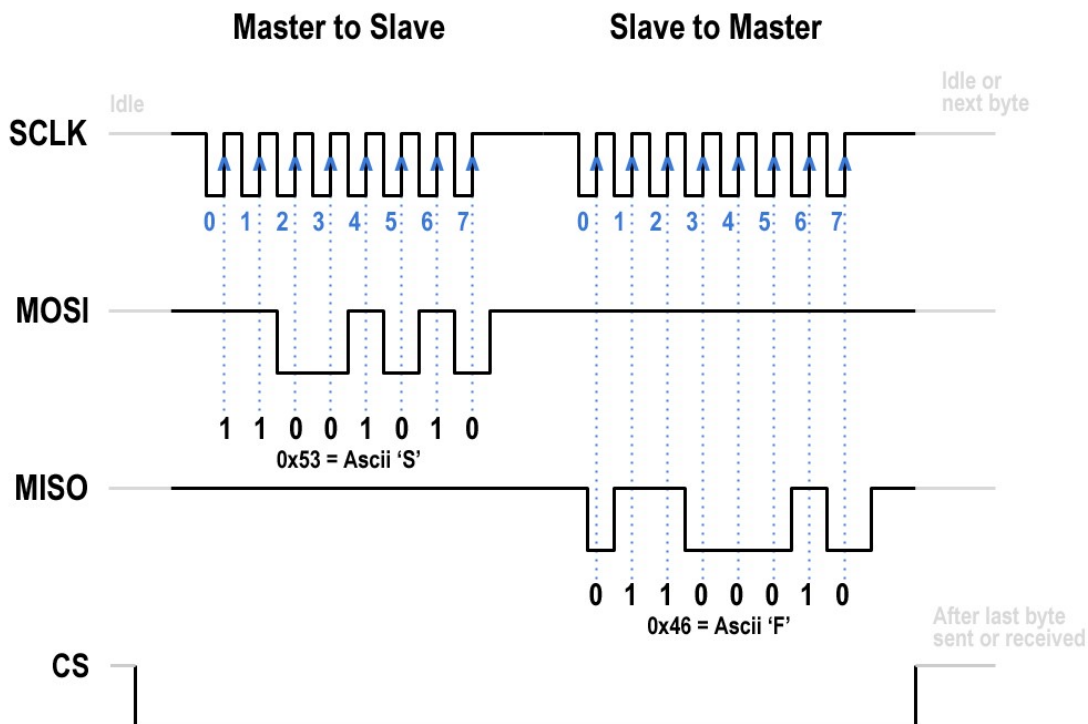 Master to Slave
Slave to Master
Idle
Idle or
next byte
SCLK
0 1 2 3 4 5 6 7
0 1 2 3 4 5 6 7
MOSI
1 1 0 0 1 0 1 0
0x53 = Ascii ‘S’
MISO
0 1 1 0 0 0 1 0
0x46 = Ascii ‘F’
After last byte
sent or received
CS